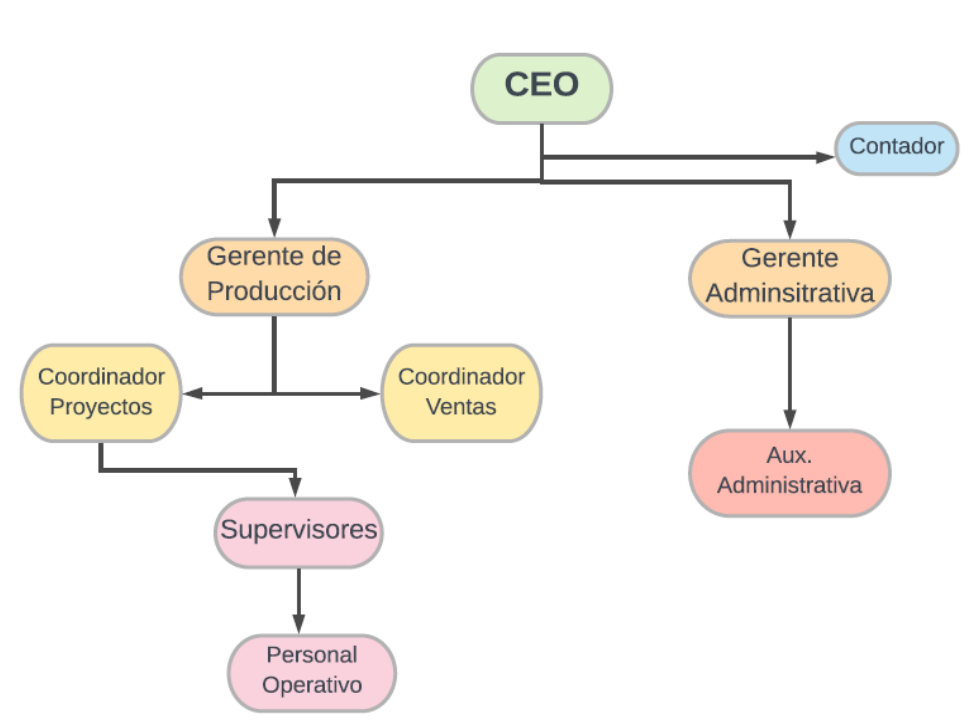 CEO
Contador
Gerente de
Producción
Gerente
Adminsitrativa
Coordinador
Proyectos
Coordinador
Ventas
Aux.
Administrativa
Supervisores
Personal
Operativo